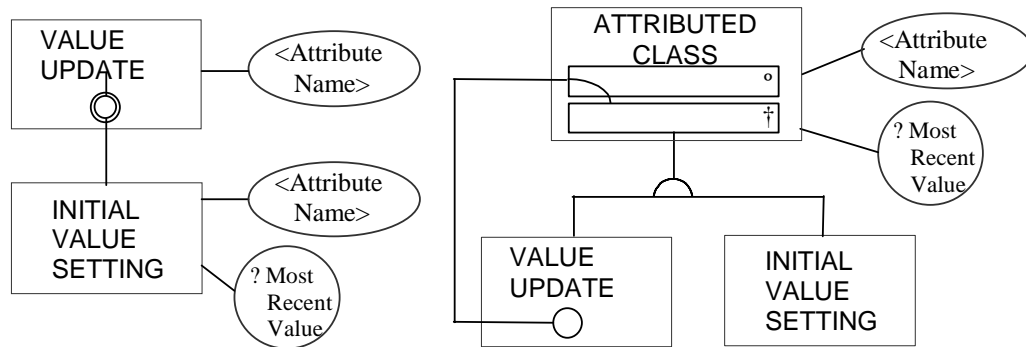 VALUE
UPDATE
<Attribute
Name>
INITIAL
VALUE
SETTING
<Attribute
Name>
? Most
Recent
Value
ATTRIBUTED
CLASS
o
†
<Attribute
Name>
? Most
Recent
Value
VALUE
UPDATE
INITIAL
VALUE
SETTING